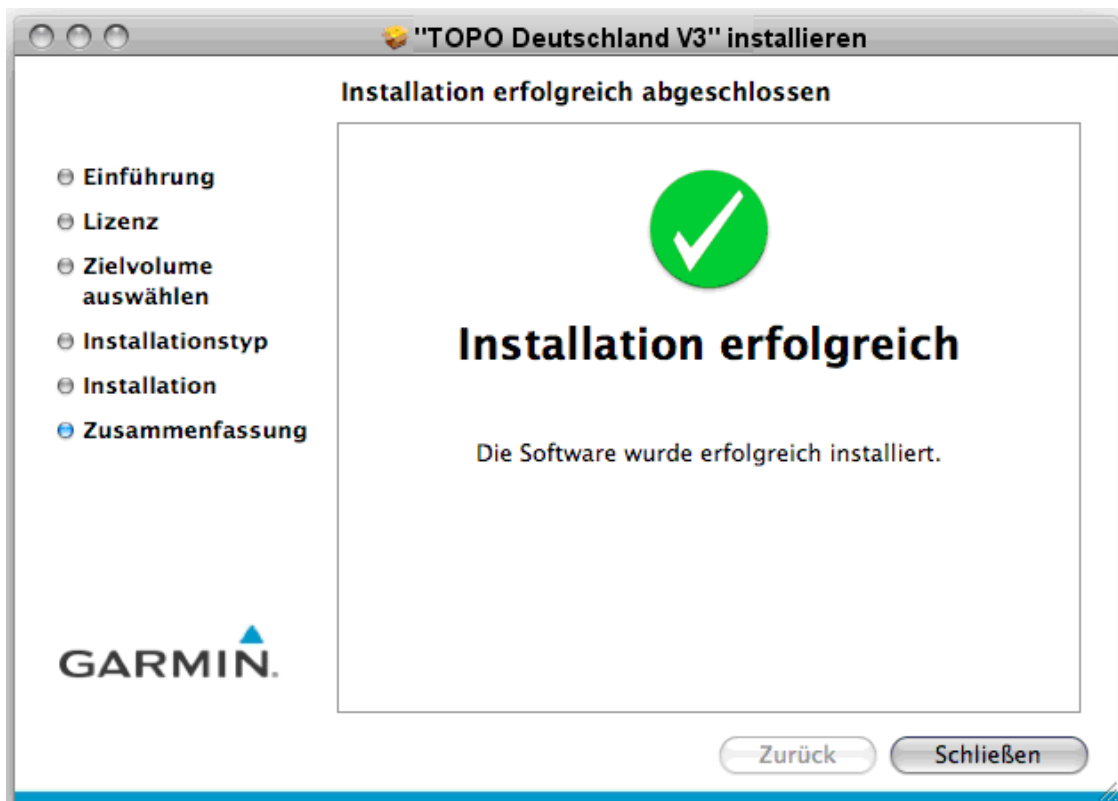 "TOPO Deutschland V3" installieren
Installation erfolgreich abgeschlossen
Einführung
Lizenz
Zielvolume
auswählen
Installationstyp
Installation
Zusammenfassung
Installation erfolgreich
Die Software wurde erfolgreich installiert.
GARMIN.
Zurück
Schließen